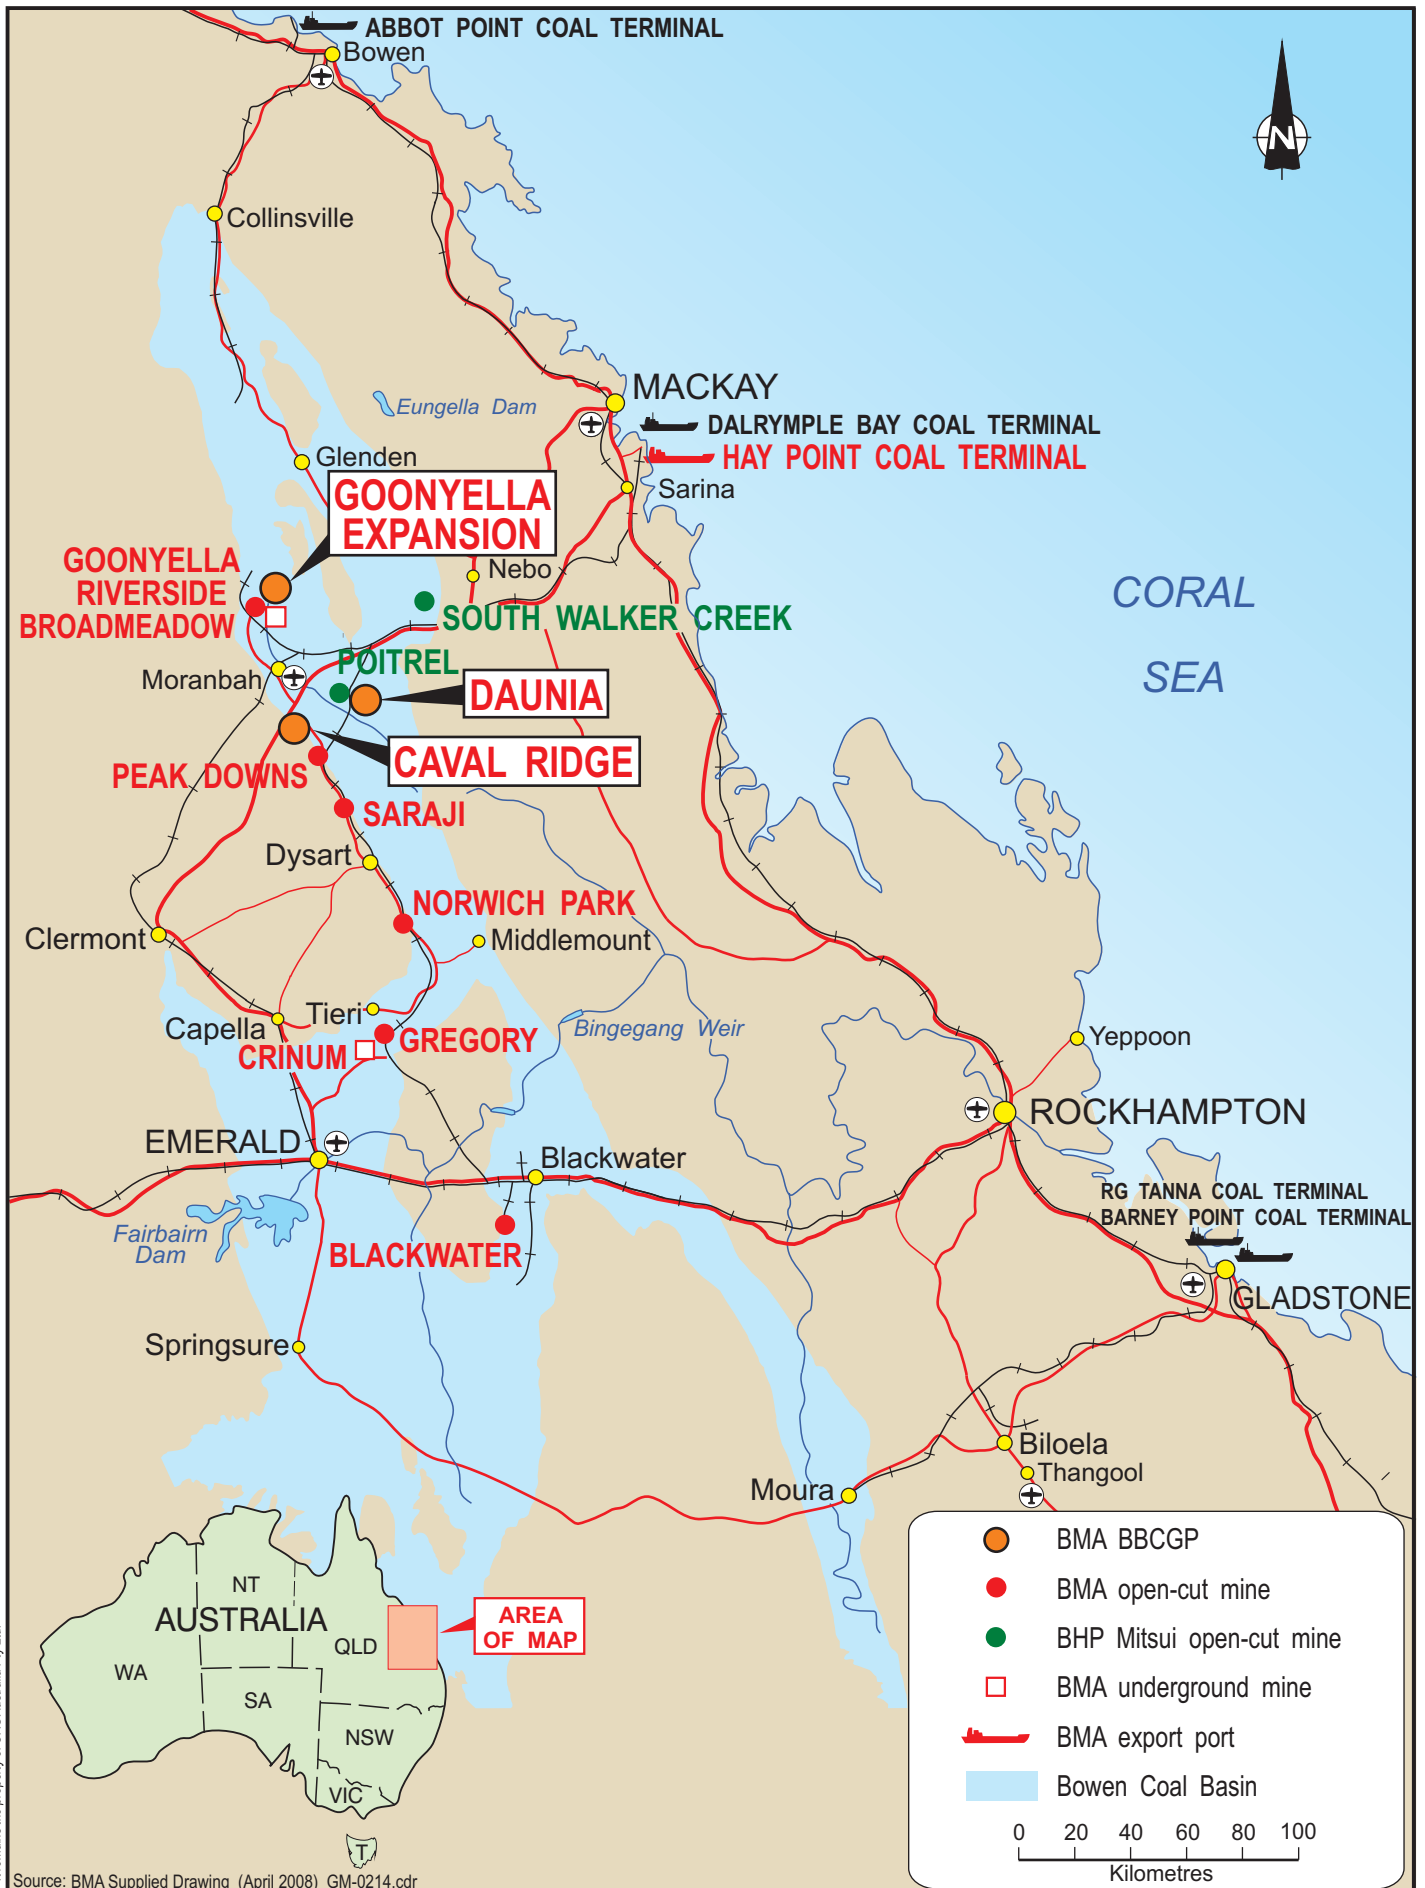 ABBOT POINT COAL TERMINAL
Bowen
N
Collinsville
MACKAY
Eungella Dam
DALRYMPLE BAY COAL TERMINAL
HAY POINT COAL TERMINAL
Glenden
Sarina
GOONYELLA
EXPANSION
GOONYELLA
RIVERSIDE
BROADMEADOW
Nebo
CORAL
SEA
SOUTH WALKER CREEK
POITREL
Moranbah
DAUNIA
CAVAL RIDGE
PEAK DOWNS
SARAJI
Dysart
NORWICH PARK
Clermont
Middlemount
Tieri
Capella
Bingegang Weir
Yeppoon
GREGORY
CRINUM
ROCKHAMPTON
EMERALD
Blackwater
RG TANNA COAL TERMINAL
BARNEY POINT COAL TERMINAL
Fairbairn
Dam
BLACKWATER
GLADSTONE
Springsure
Biloela
Thangool
Moura
NT
AUSTRALIA
QLD
WA
SA
NSW
VIC
T
AREA
OF MAP
BMA BBCGP
BMA open-cut mine
BHP Mitsui open-cut mine
BMA underground mine
BMA export port
Bowen Coal Basin
0 20 40 60 80 100
Kilometres
Source: BMA Supplied Drawing (April 2008) GM-0214.cdr